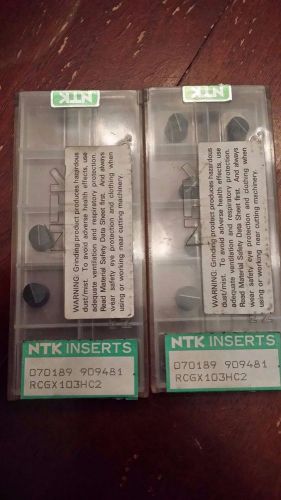 NTK
WARNING: Grinding product produces hazardous
dust/mist. To avoid adverse health effects, use
adequate ventilation and respiratory protection.
Read Material Safety Data Sheet first. And always
wear safety eye protection and clothing when
using or working near cutting machinery.
NTK
NTK INSERTS
070189 909481
RCGX103HC2
NTK
WARNING: Grinding product produces hazardous
dust/mist. To avoid adverse health effects, use
adequate ventilation and respiratory protection.
Read Material Safety Data Sheet first. And always
wear safety eye protection and clothing when
using or working near cutting machinery.
NTK
NTK INSERTS
070189 909481
RCGX103HC2